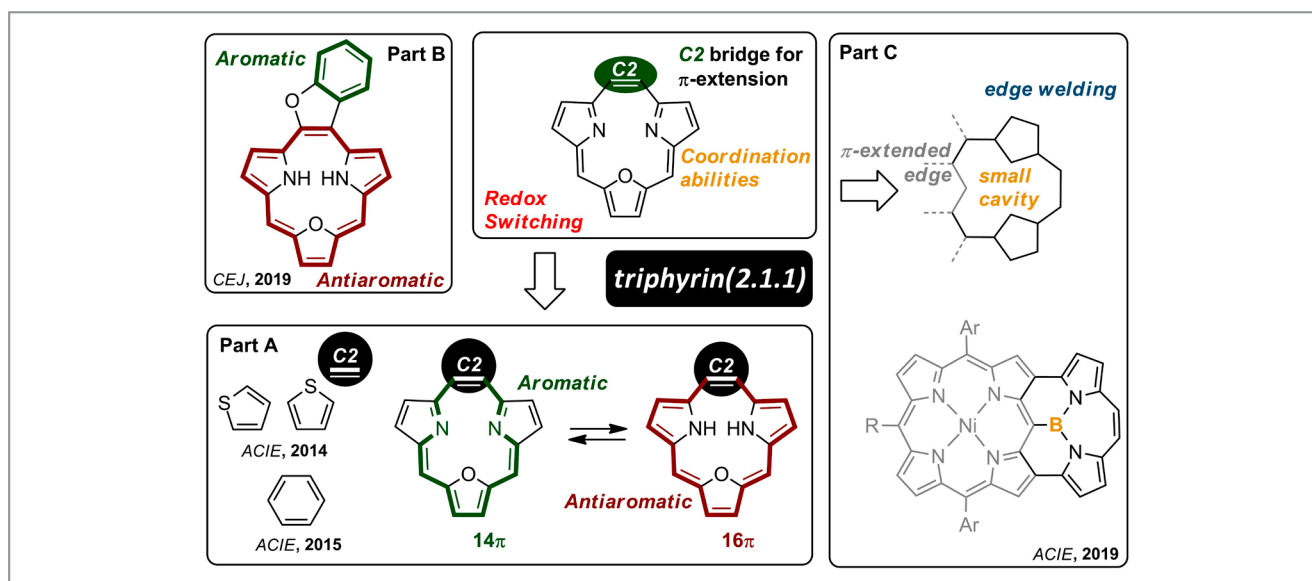 Aromatic
Part B
O
NH
HN
O
CEJ, 2019
Antiaromatic
C2
C2 bridge for
π-extension
N
N
O
Coordination
abilities
Redox
Switching
triphyrin(2.1.1)
Part A
C2
S
S
ACIE, 2014
ACIE, 2015
C2
Aromatic
N
N
O
14π
C2
NH
HN
O
Antiaromatic
16π
Part C
edge welding
π-extended
edge
small
cavity
Ar
N
N
N
R
Ni
B
N
N
N
Ar
ACIE, 2019